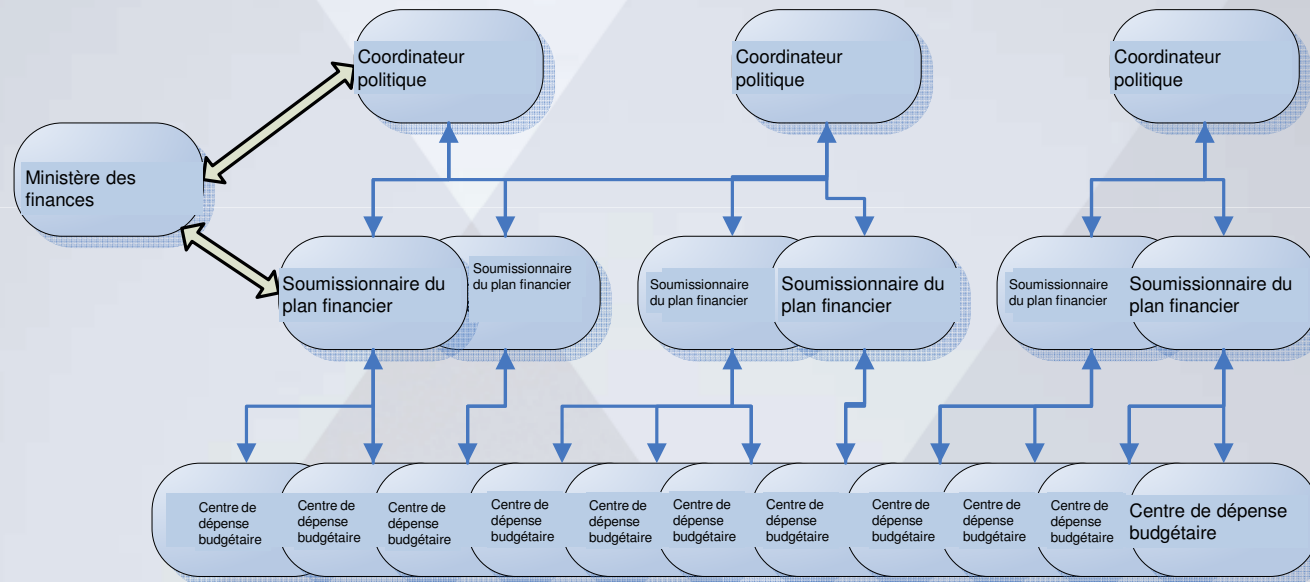 Coordinateur
politique
Coordinateur
politique
Coordinateur
politique
Ministère des
finances
Soumissionnaire du
plan financier
Soumissionnaire
du plan financier
Soumissionnaire
du plan financier
Soumissionnaire du
plan financier
Soumissionnaire
du plan financier
Soumissionnaire du
plan financier
Centre de
dépense
budgétaire
Centre de
dépense
budgétaire
Centre de
dépense
budgétaire
Centre de
dépense
budgétaire
Centre de
dépense
budgétaire
Centre de
dépense
budgétaire
Centre de
dépense
budgétaire
Centre de
dépense
budgétaire
Centre de
dépense
budgétaire
Centre de
dépense
budgétaire
Centre de dépense
budgétaire